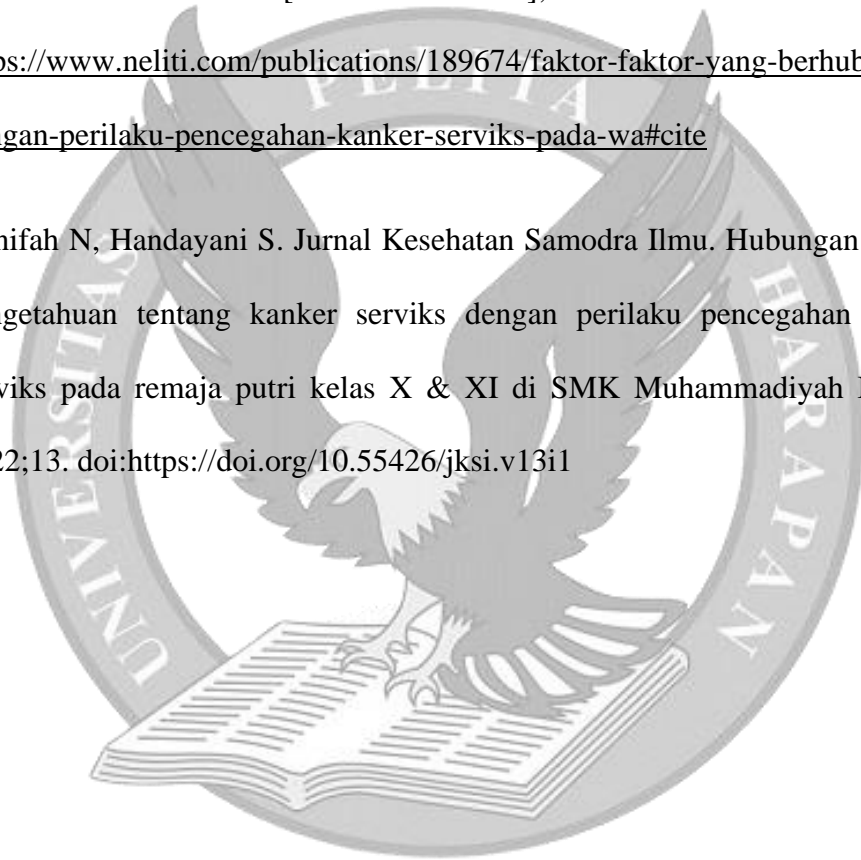 ps://www.neliti.com/publications/189674/faktor-faktor-yang-berhub
ngan-perilaku-pencegahan-kanker-serviks-pada-wa#cite
nifah N, Handayani S. Jurnal Kesehatan Samodra Ilmu. Hubungan
ngetahuan tentang kanker serviks dengan perilaku pencegahan
viks pada remaja putri kelas X & XI di SMK Muhammadiyah
22;13. doi:https://doi.org/10.55426/jksi.v13i1
UNIVERSITAS PELITA HARAPAN